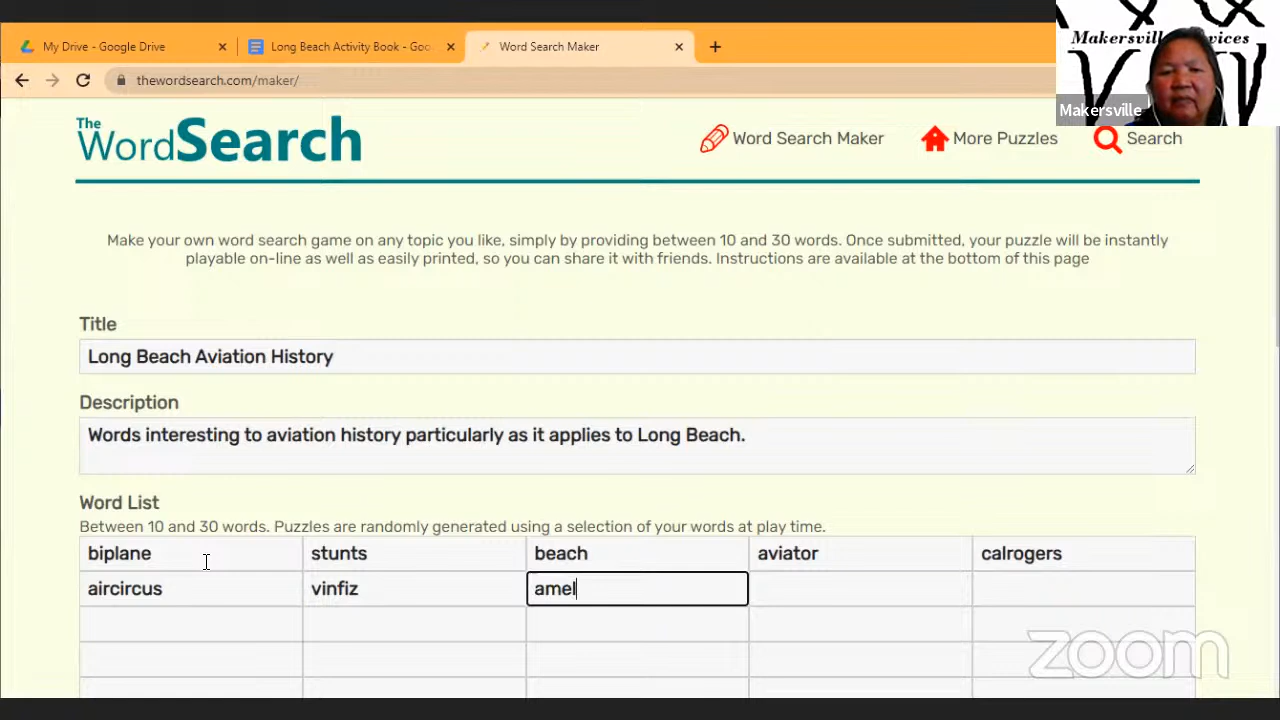 My Drive - Google Drive
Long Beach Activity Book - Goo
Word Search Maker
thewordsearch.com/maker/
Makersville
The
WordSearch
Word Search Maker
More Puzzles
Search
Make your own word search game on any topic you like, simply by providing between 10 and 30 words. Once submitted, your puzzle will be instantly
playable on-line as well as easily printed, so you can share it with friends. Instructions are available at the bottom of this page
Title
Long Beach Aviation History
Description
Words interesting to aviation history particularly as it applies to Long Beach.
Word List
Between 10 and 30 words. Puzzles are randomly generated using a selection of your words at play time.
biplane stunts beach aviator calrogers
aircircus vinfiz amel
zoom